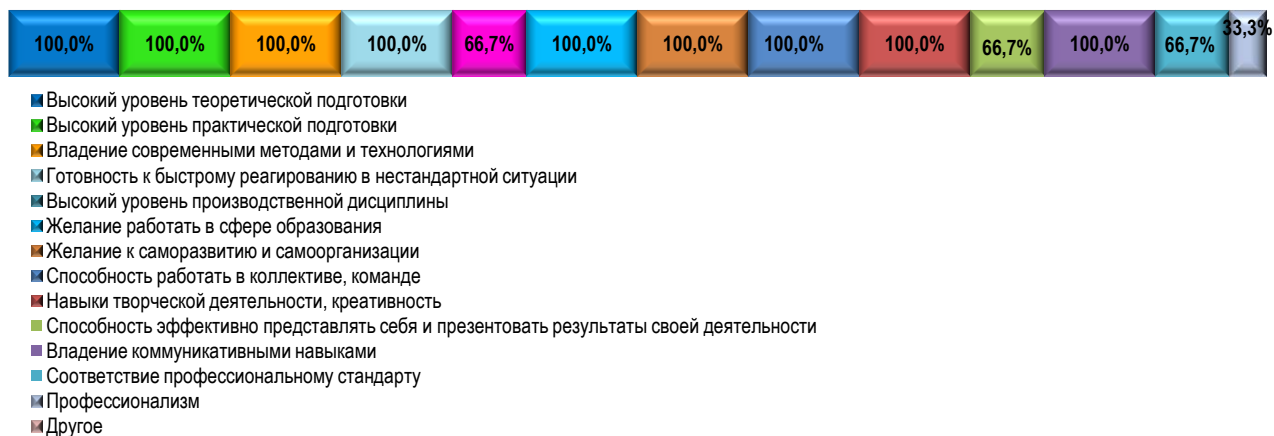 100,0% 100,0% 100,0% 100,0% 66,7% 100,0% 100,0% 100,0% 100,0% 66,7% 100,0% 66,7% 33,3%
Высокий уровень теоретической подготовки
Высокий уровень практической подготовки
Владение современными методами и технологиями
Готовность к быстрому реагированию в нестандартной ситуации
Высокий уровень производственной дисциплины
Желание работать в сфере образования
Желание к саморазвитию и самоорганизации
Способность работать в коллективе, команде
Навыки творческой деятельности, креативность
Способность эффективно представлять себя и презентовать результаты своей деятельности
Владение коммуникативными навыками
Соответствие профессиональному стандарту
Профессионализм
Другое